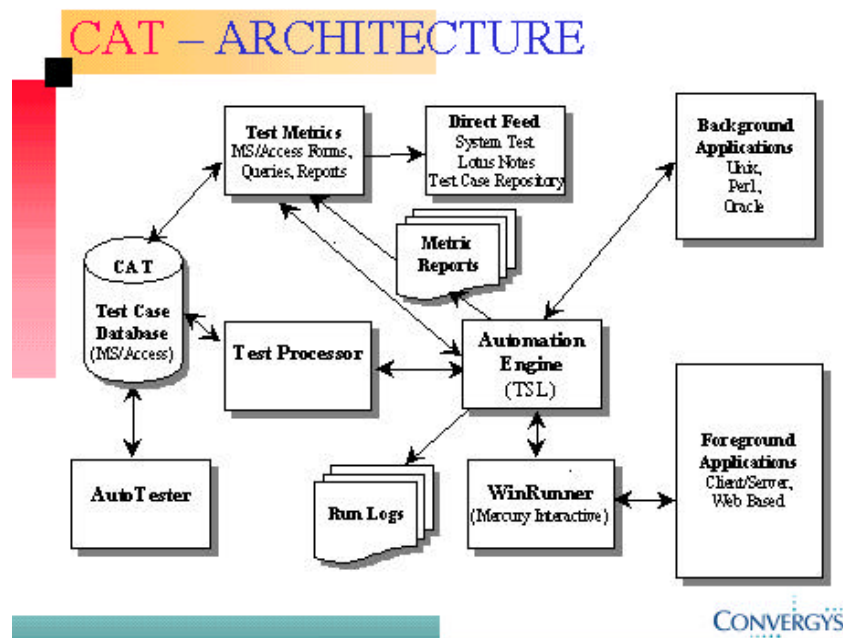 CAT – ARCHITECTURE
Test Metrics
MS/Access Forms,
Queries, Reports
Direct Feed
System Test
Lotus Notes
Test Case Repository
Background
Applications
Unix,
Perl,
Oracle
Metric
Reports
CAT
Test Case
Database
(MS/Access)
Test Processor
Automation
Engine
(TSL)
Foreground
Applications
Client/Server,
Web Based
AutoTester
Run Logs
WinRunner
(Mercury Interactive)
CONVERGYS